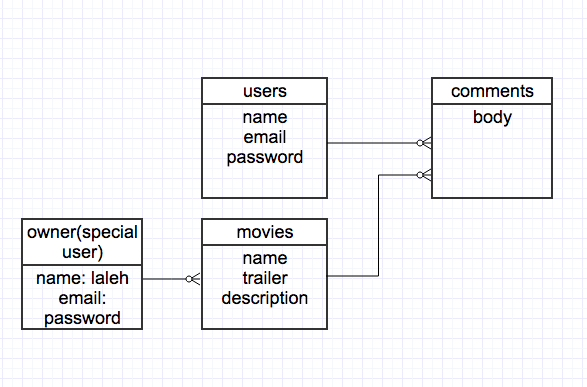 users
name
email
password
comments
body
owner(special
user)
name: laleh
email:
password
movies
name
trailer
description